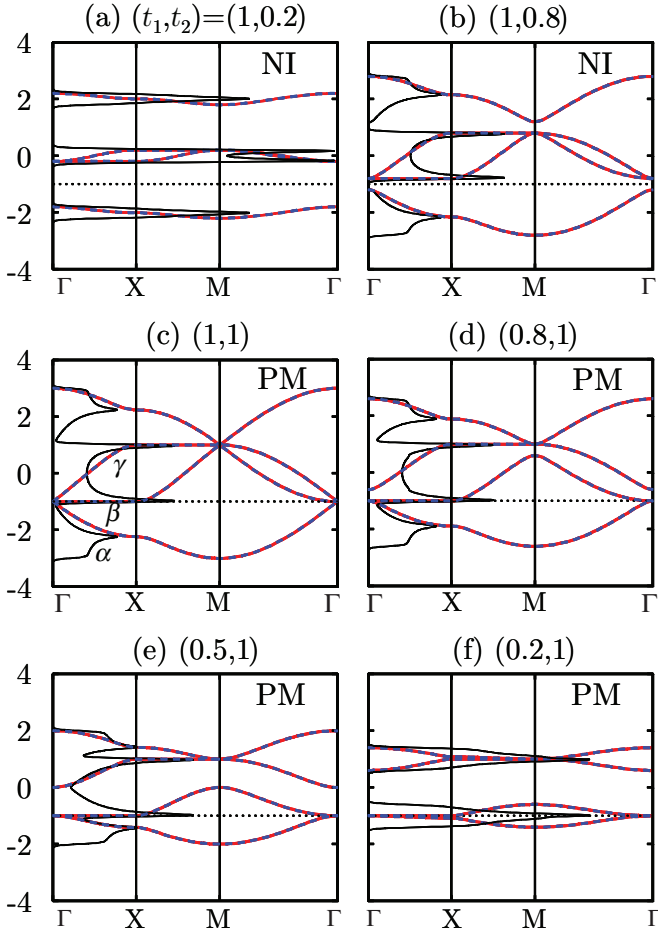 (a) (t₁,t₂)=(1,0.2)
(b) (1,0.8)
4
2
0
-2
-4
NI
NI
Γ X M Γ
Γ X M Γ
(c) (1,1)
(d) (0.8,1)
4
2
0
-2
-4
PM
γ
β
α
PM
Γ X M Γ
Γ X M Γ
(e) (0.5,1)
(f) (0.2,1)
4
2
0
-2
-4
PM
PM
Γ X M Γ
Γ X M Γ